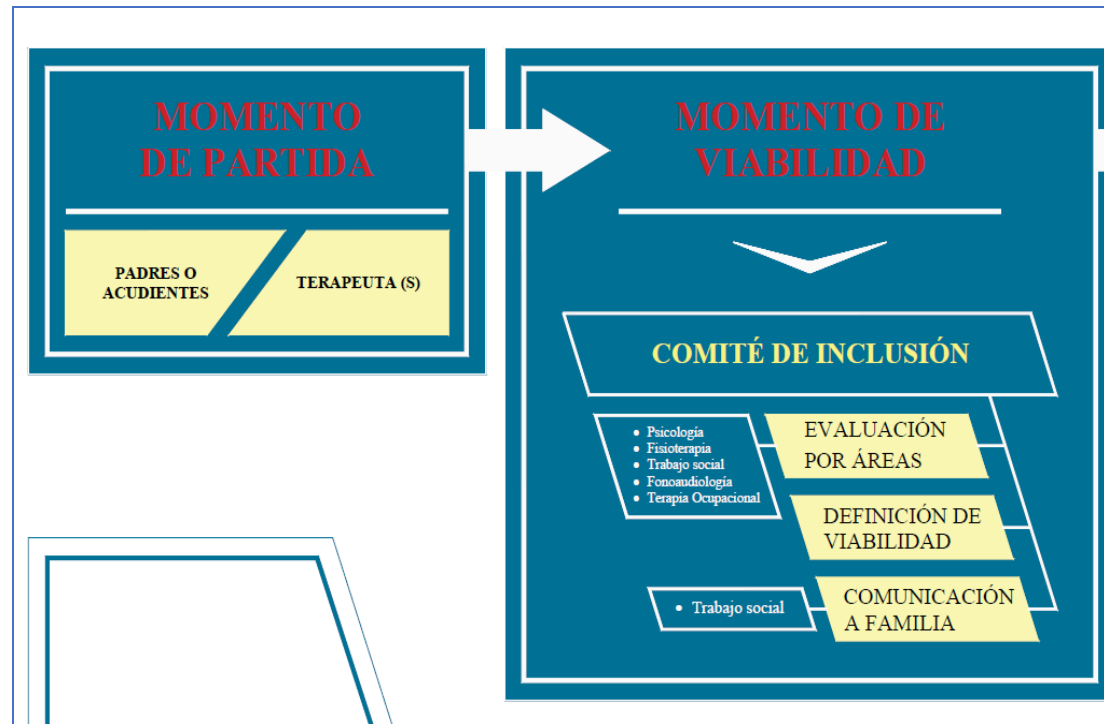 MOMENTO
DE PARTIDA
PADRES O
ACUDIENTES
TERAPEUTA (S)
MOMENTO DE
VIABILIDAD
COMITÉ DE INCLUSIÓN
• Psicología
• Fisioterapia
• Trabajo social
• Fonoaudiología
• Terapia Ocupacional
EVALUACIÓN
POR ÁREAS
DEFINICIÓN DE
VIABILIDAD
• Trabajo social
COMUNICACIÓN
A FAMILIA